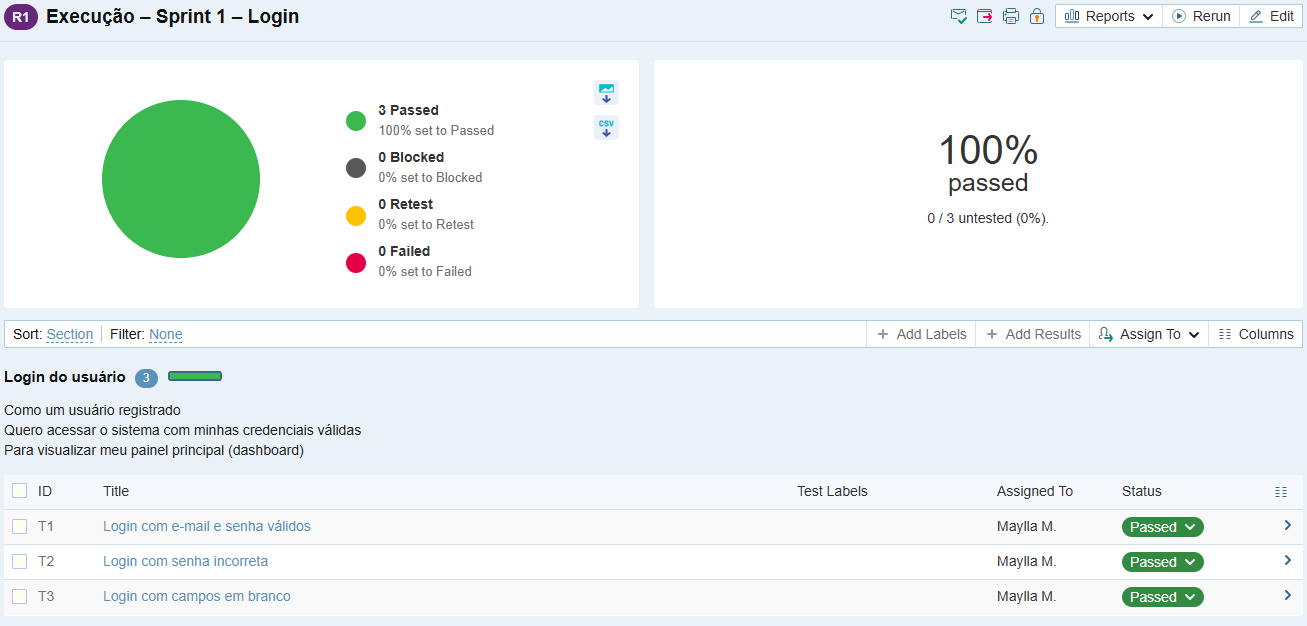 R1 Execução – Sprint 1 – Login
Reports Rerun Edit
3 Passed
100% set to Passed
0 Blocked
0% set to Blocked
0 Retest
0% set to Retest
0 Failed
0% set to Failed
CSV
100%
passed
0 / 3 untested (0%).
Sort: Section Filter: None
Add Labels Add Results Assign To Columns
Login do usuário 3
Como um usuário registrado
Quero acessar o sistema com minhas credenciais válidas
Para visualizar meu painel principal (dashboard)
ID Title Test Labels Assigned To Status
T1 Login com e-mail e senha válidos Maylla M. Passed
T2 Login com senha incorreta Maylla M. Passed
T3 Login com campos em branco Maylla M. Passed